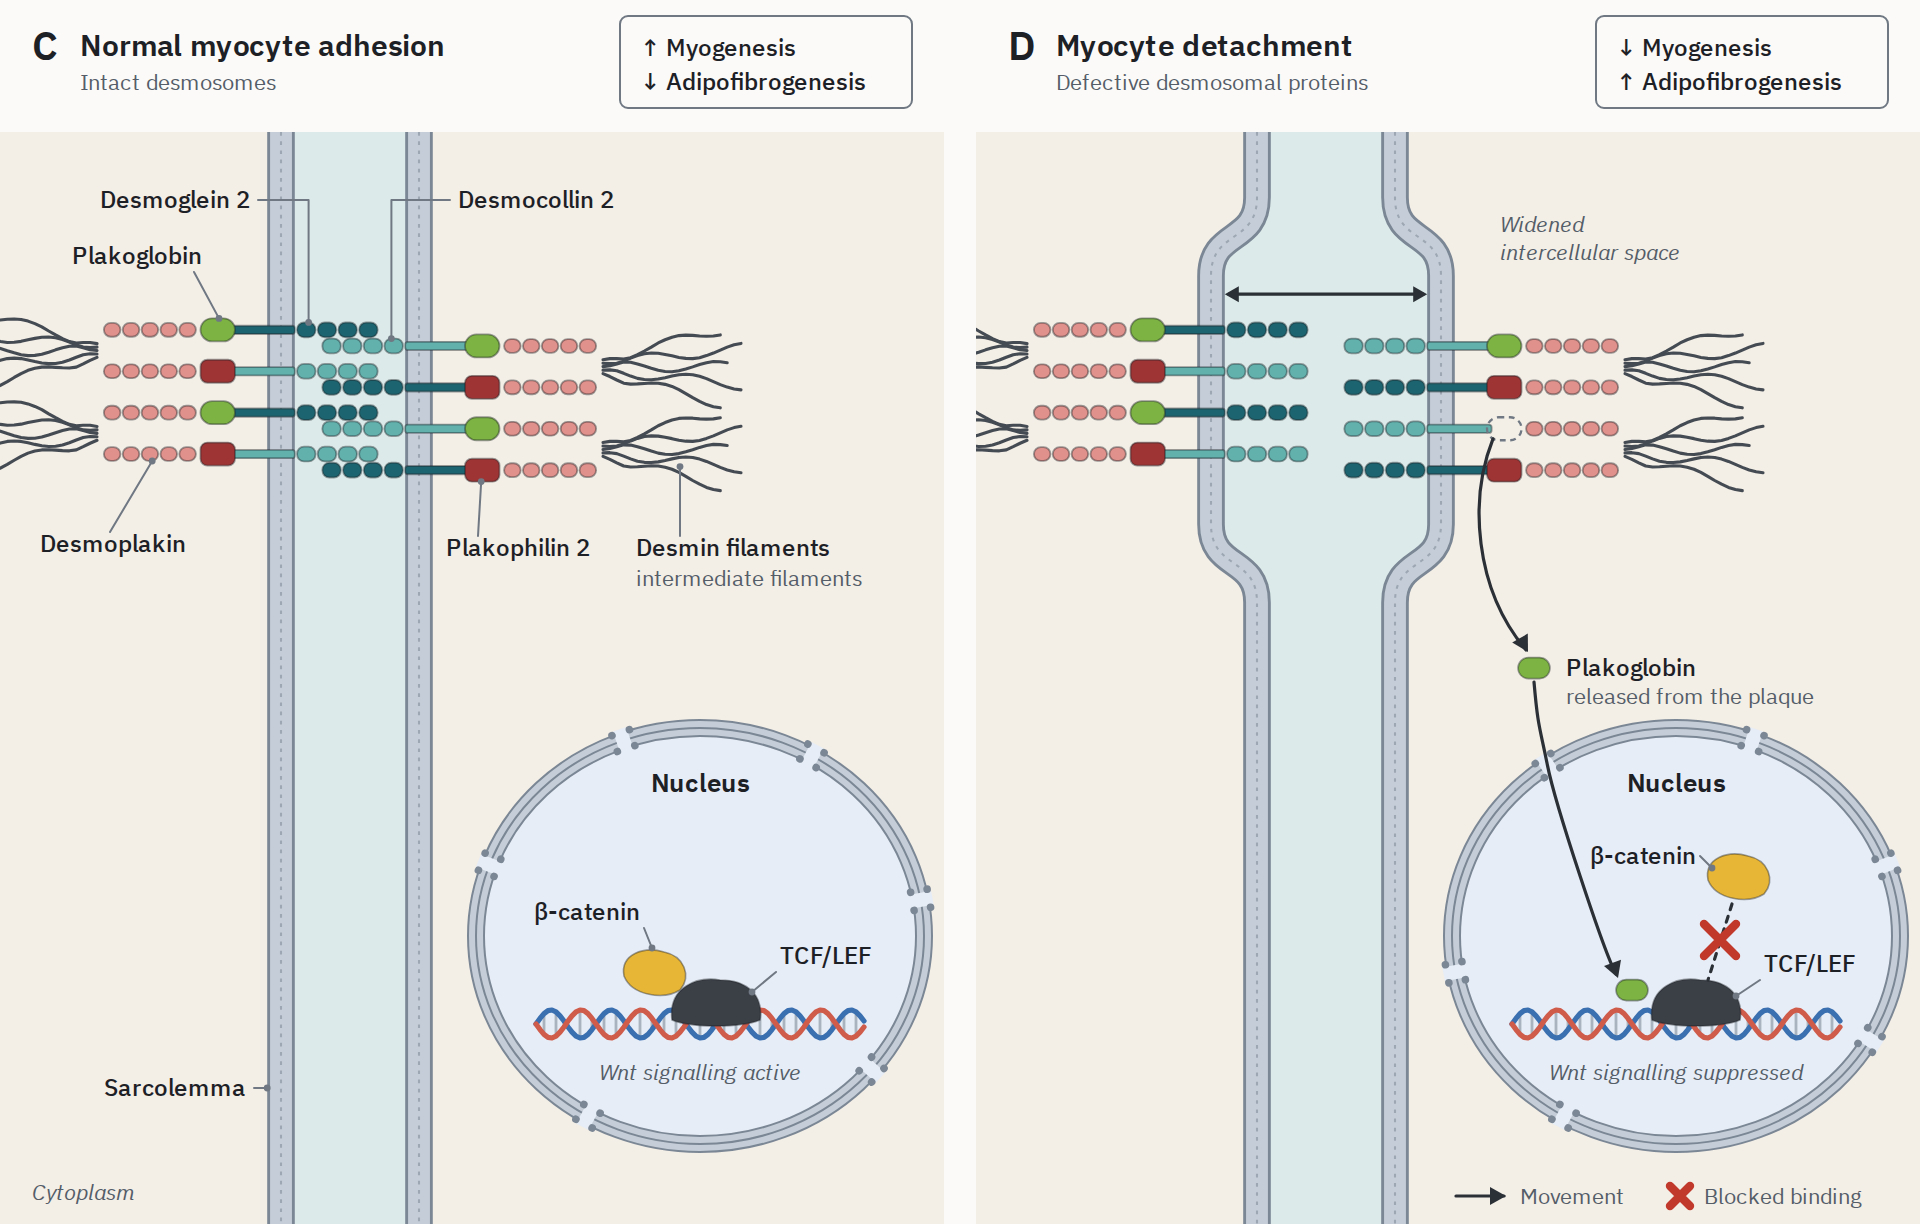 C Normal myocyte adhesion
Intact desmosomes
↑ Myogenesis
↓ Adipofibrogenesis
Desmoglein 2
Desmocollin 2
Plakoglobin
Desmoplakin
Plakophilin 2
Desmin filaments
intermediate filaments
Nucleus
β-catenin
TCF/LEF
Wnt signalling active
Sarcolemma
Cytoplasm
D Myocyte detachment
Defective desmosomal proteins
↓ Myogenesis
↑ Adipofibrogenesis
Widened
intercellular space
Plakoglobin
released from the plaque
Nucleus
β-catenin
TCF/LEF
Wnt signalling suppressed
Movement
Blocked binding